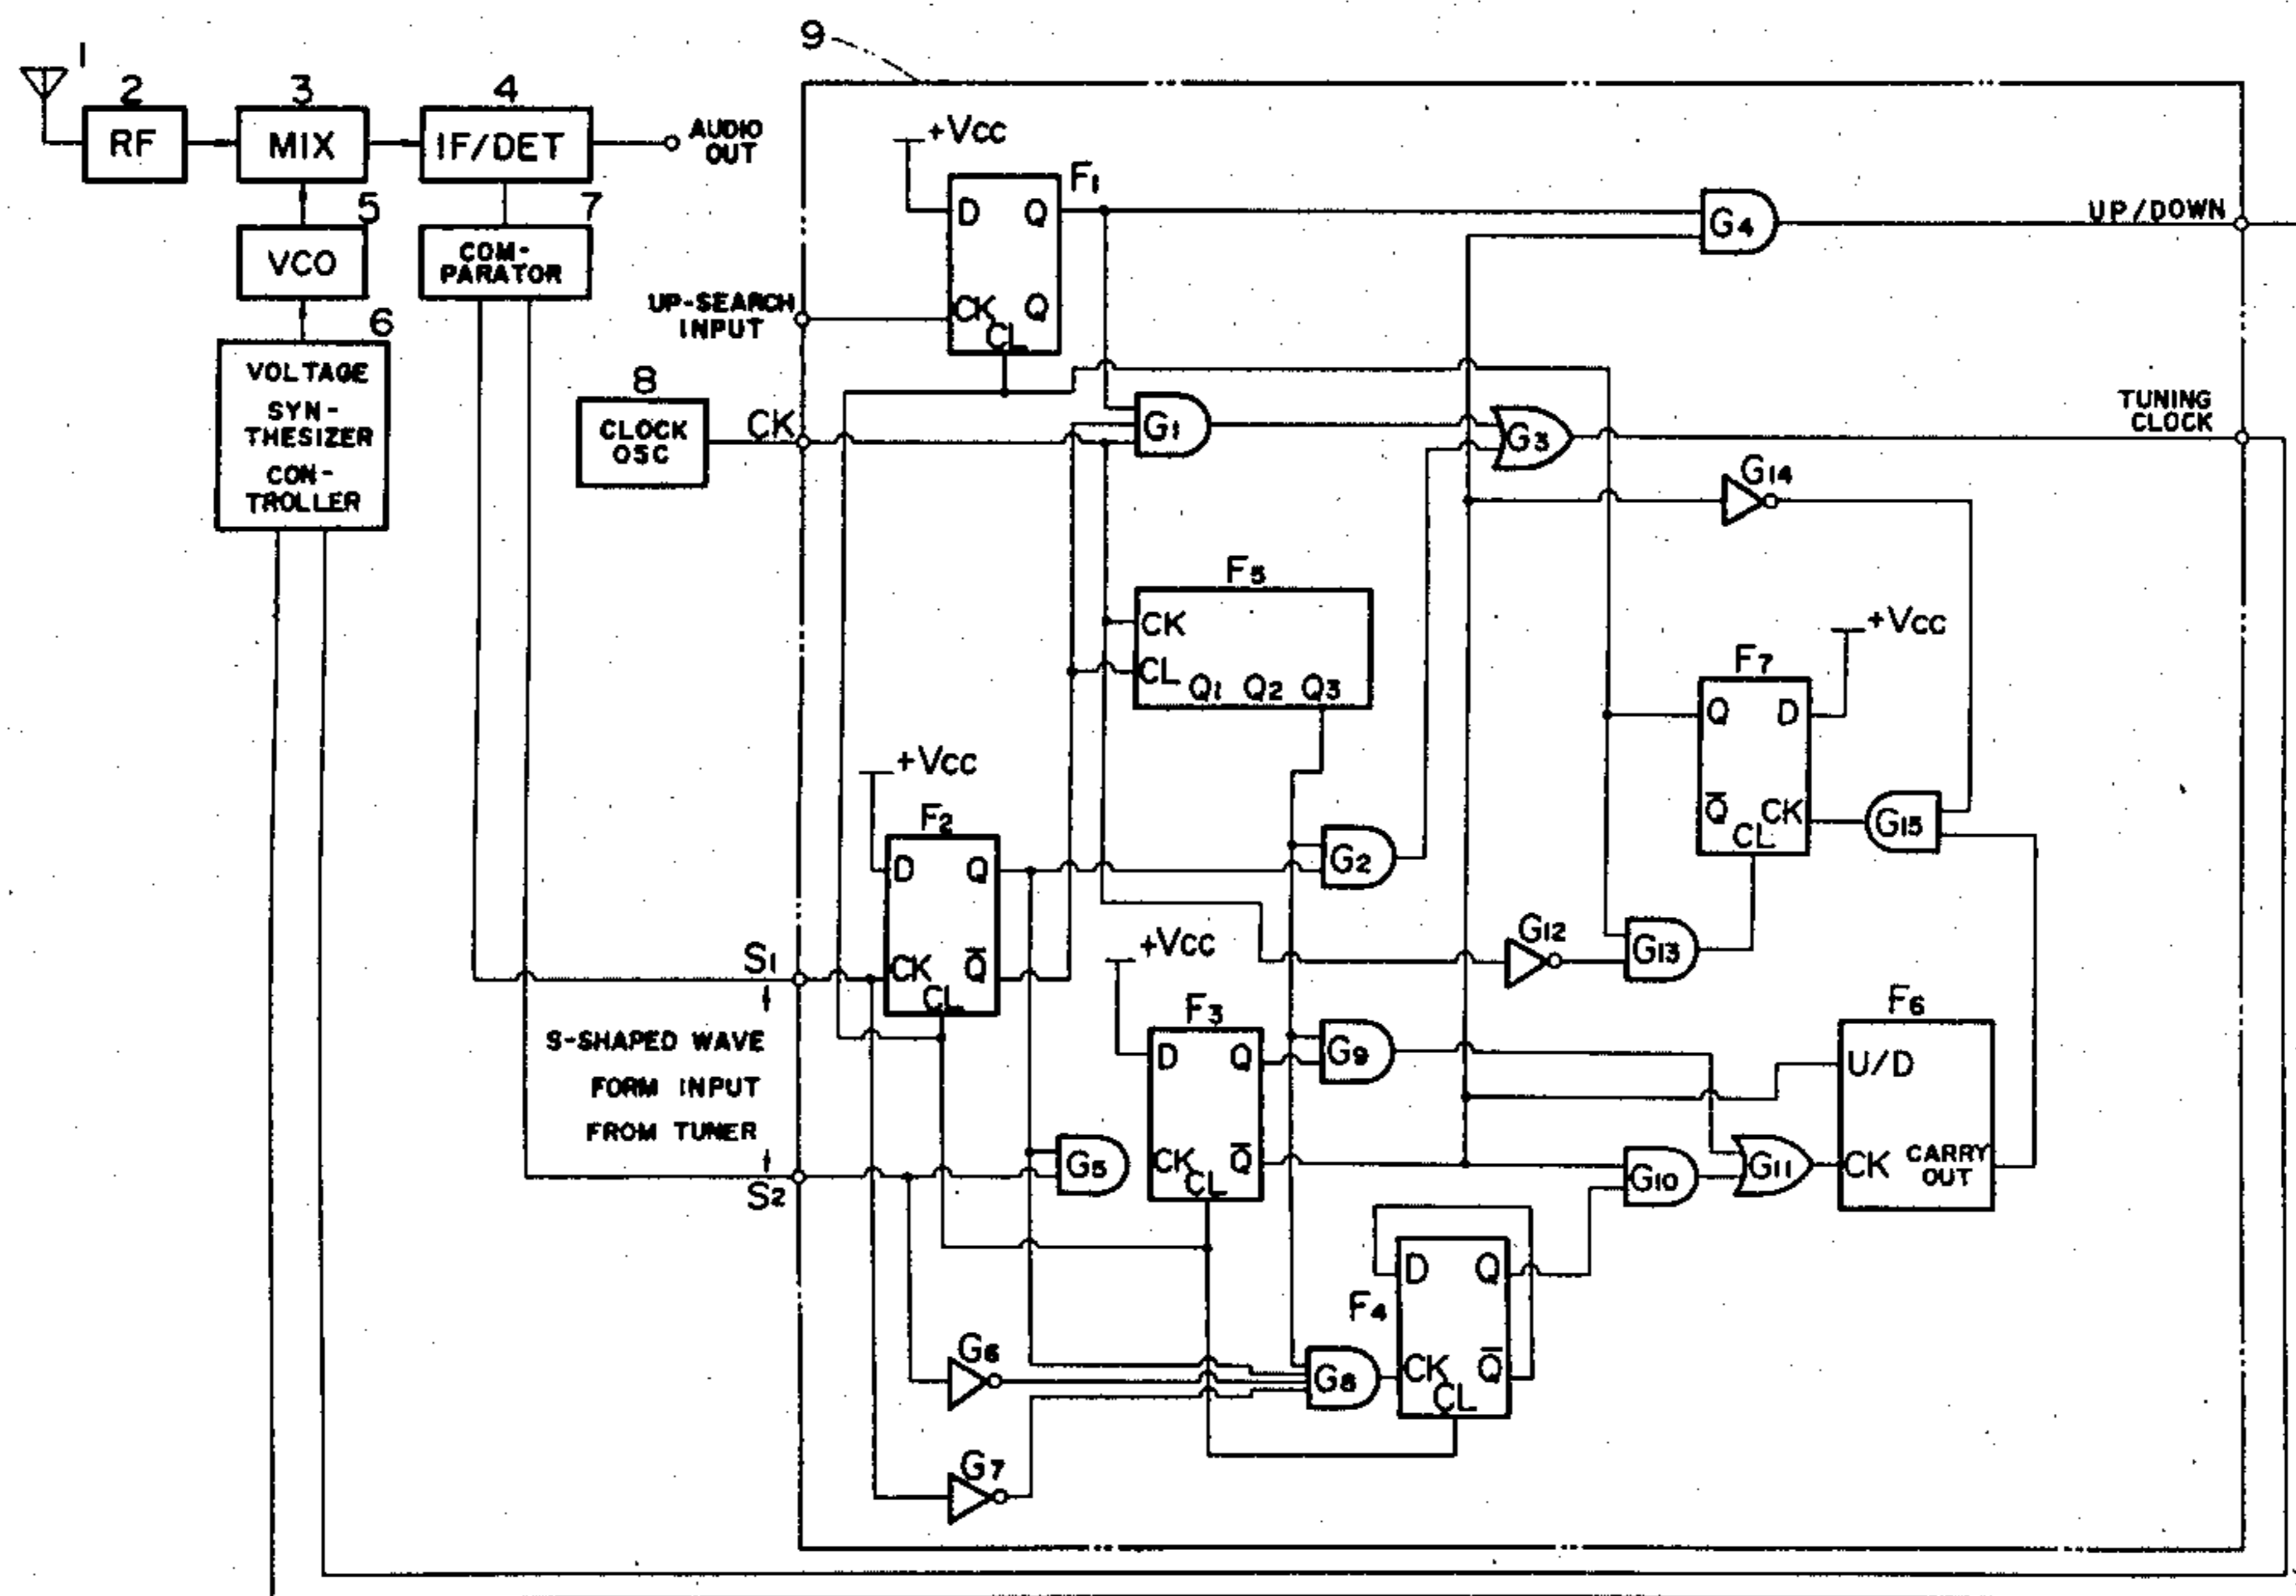 9
1
2
3
4
RF
MIX
IF/DET
AUDIO
OUT
5
7
VCO
COM-
PARATOR
6
VOLTAGE
SYN-
THESIZER
CON-
TROLLER
8
CLOCK
OSC
CK
UP-SEARCH
INPUT
+VCC
F1
D
Q
CK
Q
CL
G4
UP/DOWN
G1
G3
TUNING
CLOCK
G14
F5
CK
CL
Q1 Q2 Q3
+VCC
F7
Q
D
Q̅
CK
CL
G15
+VCC
F2
D
Q
CK
Q̅
CL
G2
G12
G13
S1
S-SHAPED WAVE
FORM INPUT
FROM TUNER
S2
+VCC
F3
D
Q
CK
Q̅
CL
G9
G5
F6
U/D
CK
CARRY
OUT
G10
G11
F4
D
Q
CK
Q̅
CL
G6
G8
G7